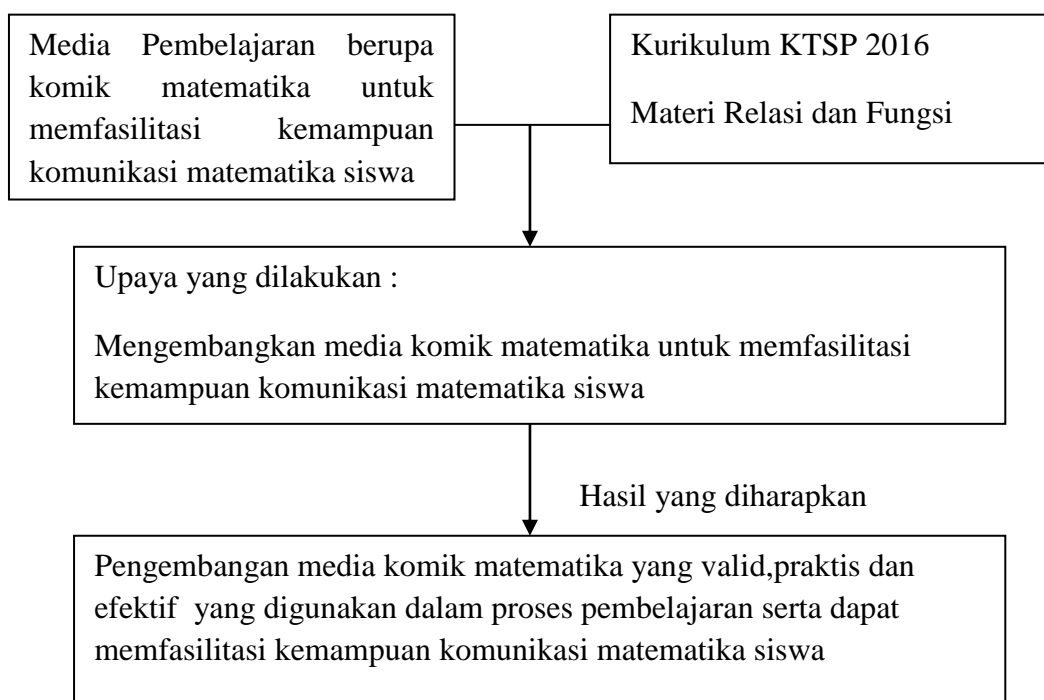 Media Pembelajaran berupa
komik matematika untuk
memfasilitasi kemampuan
komunikasi matematika siswa
Kurikulum KTSP 2016
Materi Relasi dan Fungsi
Upaya yang dilakukan :
Mengembangkan media komik matematika untuk memfasilitasi
kemampuan komunikasi matematika siswa
Hasil yang diharapkan
Pengembangan media komik matematika yang valid,praktis dan
efektif yang digunakan dalam proses pembelajaran serta dapat
memfasilitasi kemampuan komunikasi matematika siswa